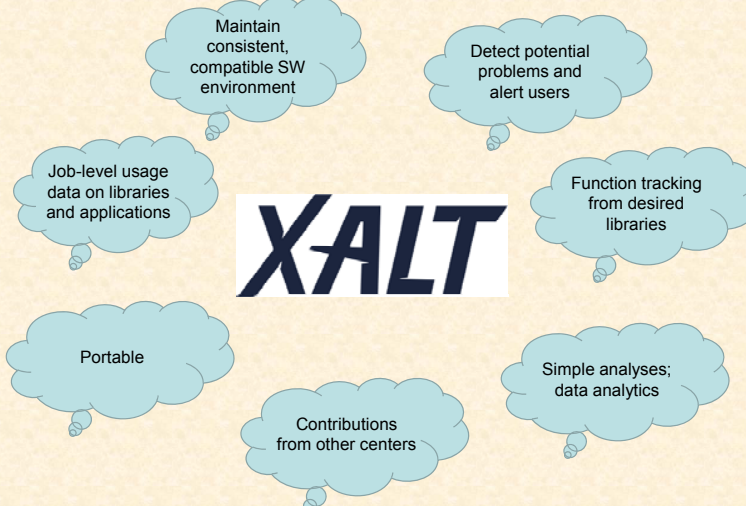 Maintain
consistent,
compatible SW
environment
Detect potential
problems and
alert users
Job-level usage
data on libraries
and applications
Function tracking
from desired
libraries
XALT
Portable
Simple analyses;
data analytics
Contributions
from other centers